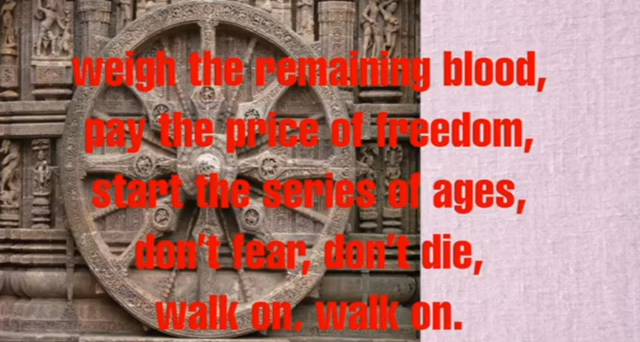 weigh the remaining blood,
pay the price of freedom,
start the series of ages,
don't fear, don't die,
walk on, walk on.